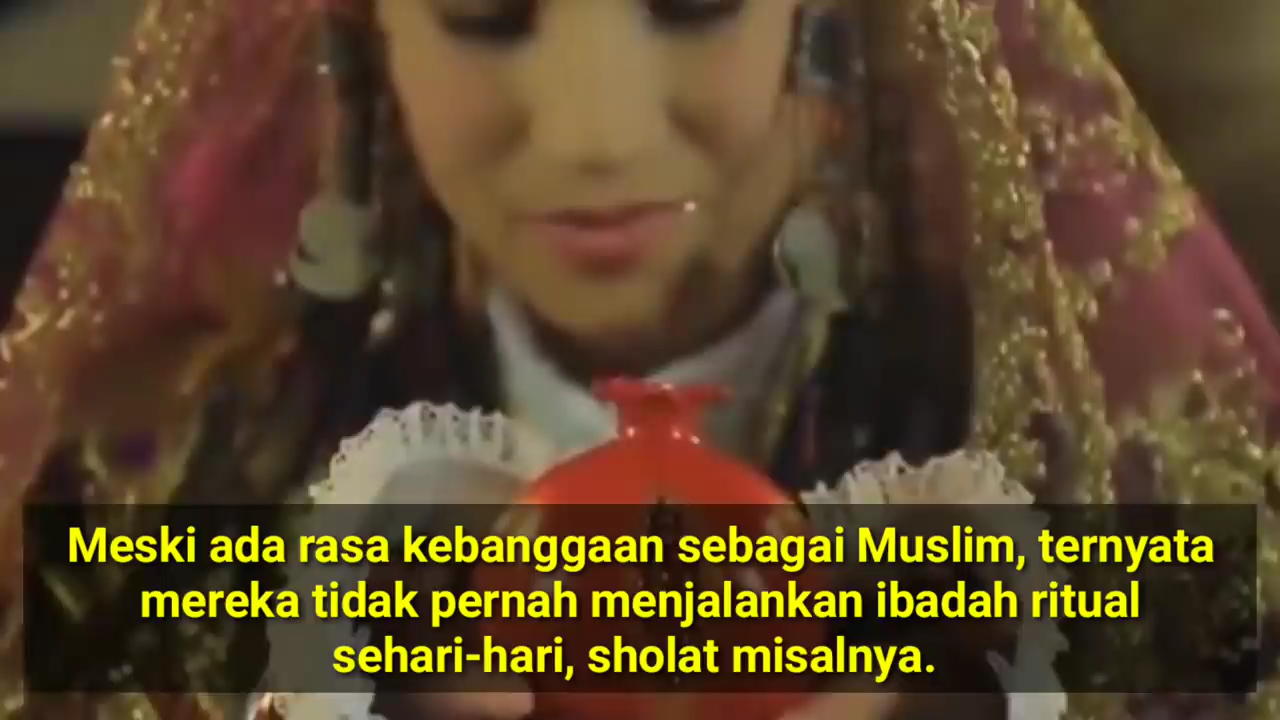 Meski ada rasa kebanggaan sebagai Muslim, ternyata
mereka tidak pernah menjalankan ibadah ritual
sehari-hari, sholat misalnya.